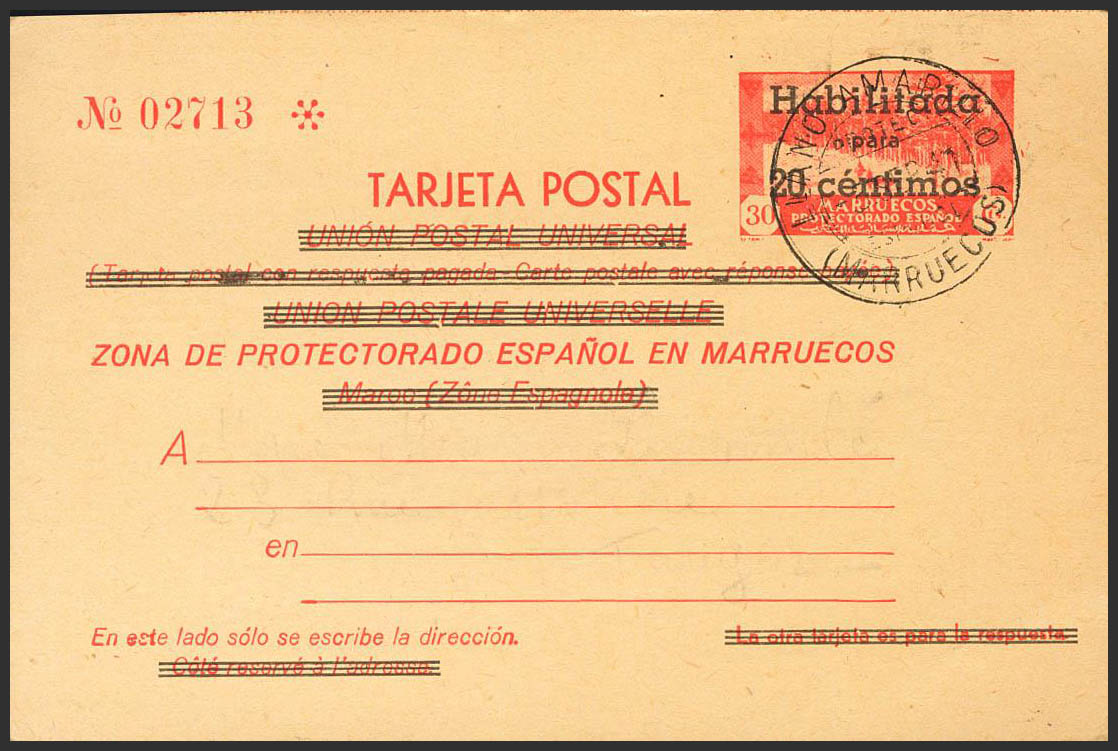 № 02713 *
Habilitada
para
20 céntimos
30
MARRUECOS
PROTECTORADO ESPAÑOL
(MARRUECOS)
TARJETA POSTAL
UNIÓN POSTAL UNIVERSAL
(Tarjeta postal con respuesta pagada-Carte postale avec réponse
UNION POSTALE UNIVERSELLE
ZONA DE PROTECTORADO ESPAÑOL EN MARRUECOS
Maroc (Zône Espagnole)
A
en
En este lado sólo se escribe la dirección.
La otra tarjeta es para la respuesta.
Côté reservé à l'adresse.